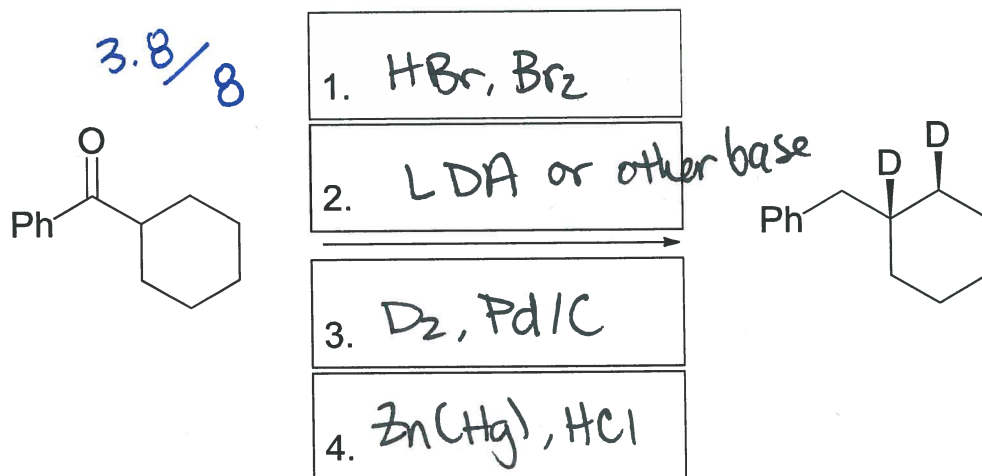 3.8/8
1. HBr, Br2
2. LDA or other base
O
Ph
D
D
Ph
3. D2, Pd/C
4. Zn(Hg), HCl